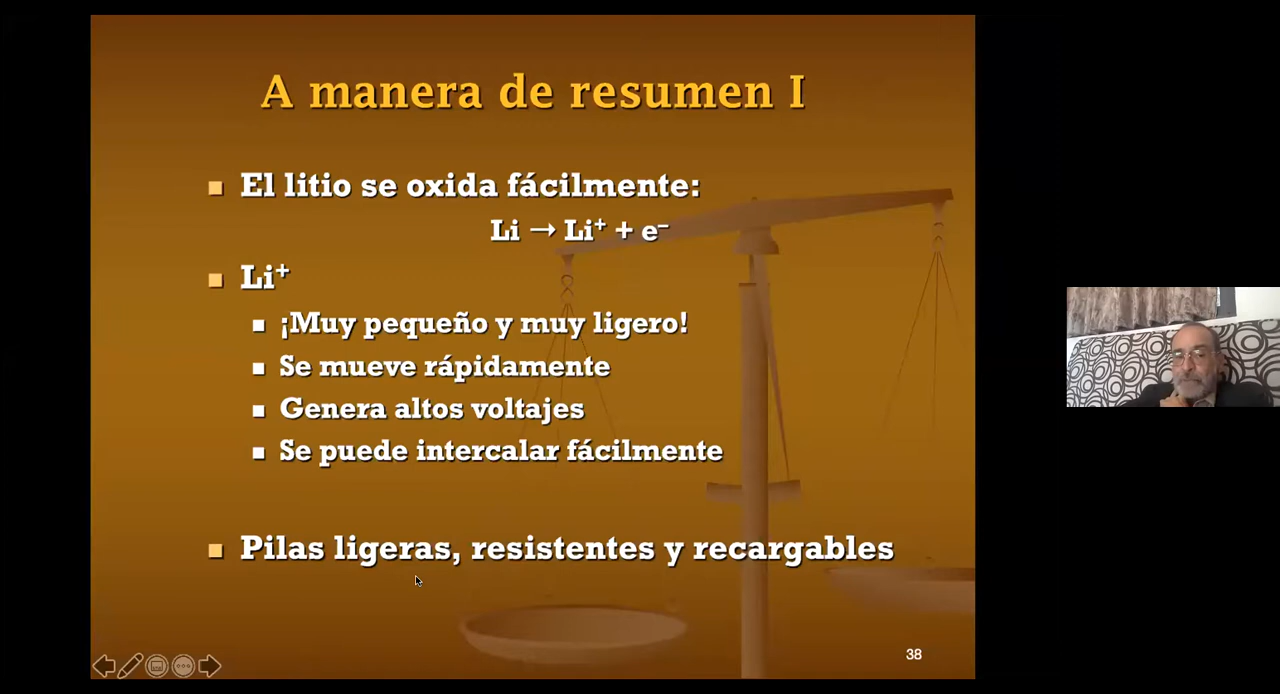 A manera de resumen I
El litio se oxida fácilmente:
Li → Li⁺ + e⁻
Li⁺
¡Muy pequeño y muy ligero!
Se mueve rápidamente
Genera altos voltajes
Se puede intercalar fácilmente
Pilas ligeras, resistentes y recargables
38